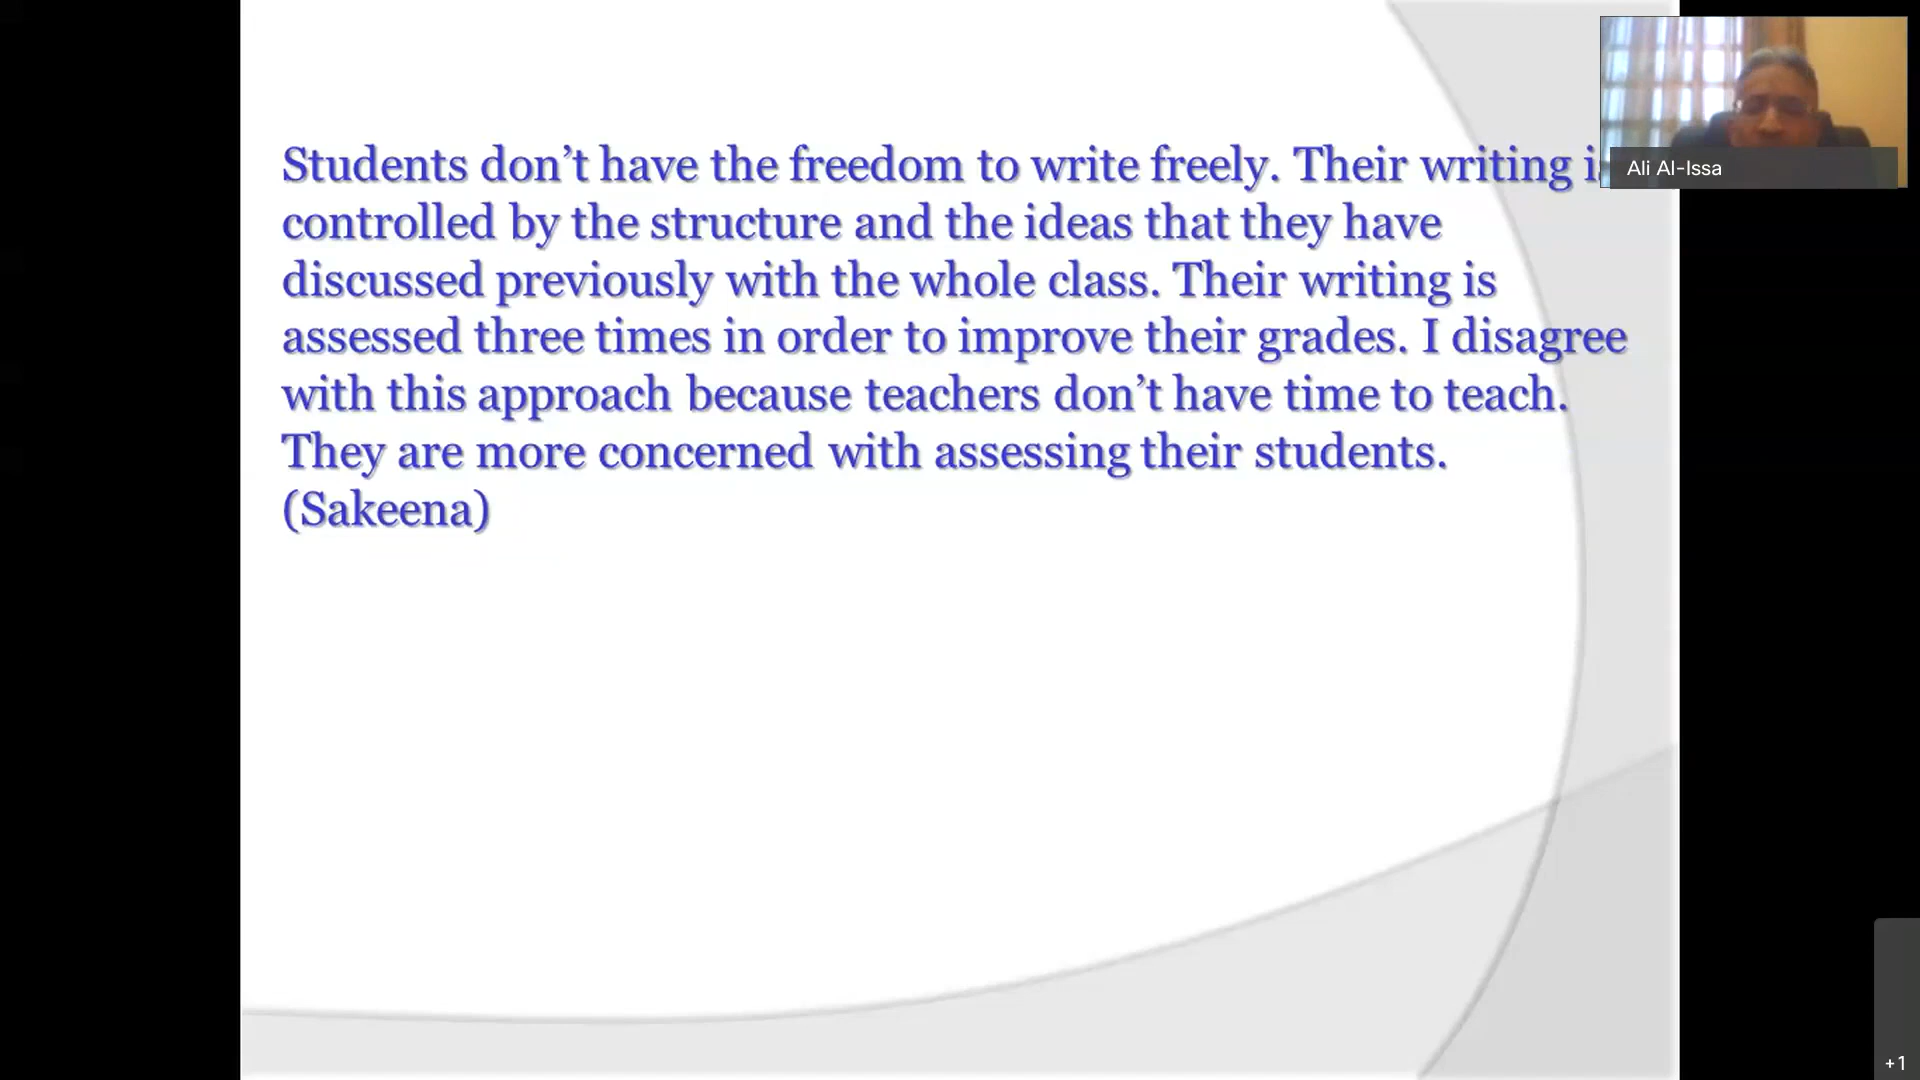 Students don’t have the freedom to write freely. Their writing
controlled by the structure and the ideas that they have
discussed previously with the whole class. Their writing is
assessed three times in order to improve their grades. I disagree
with this approach because teachers don’t have time to teach.
They are more concerned with assessing their students.
(Sakeena)
Ali Al-Issa
+1